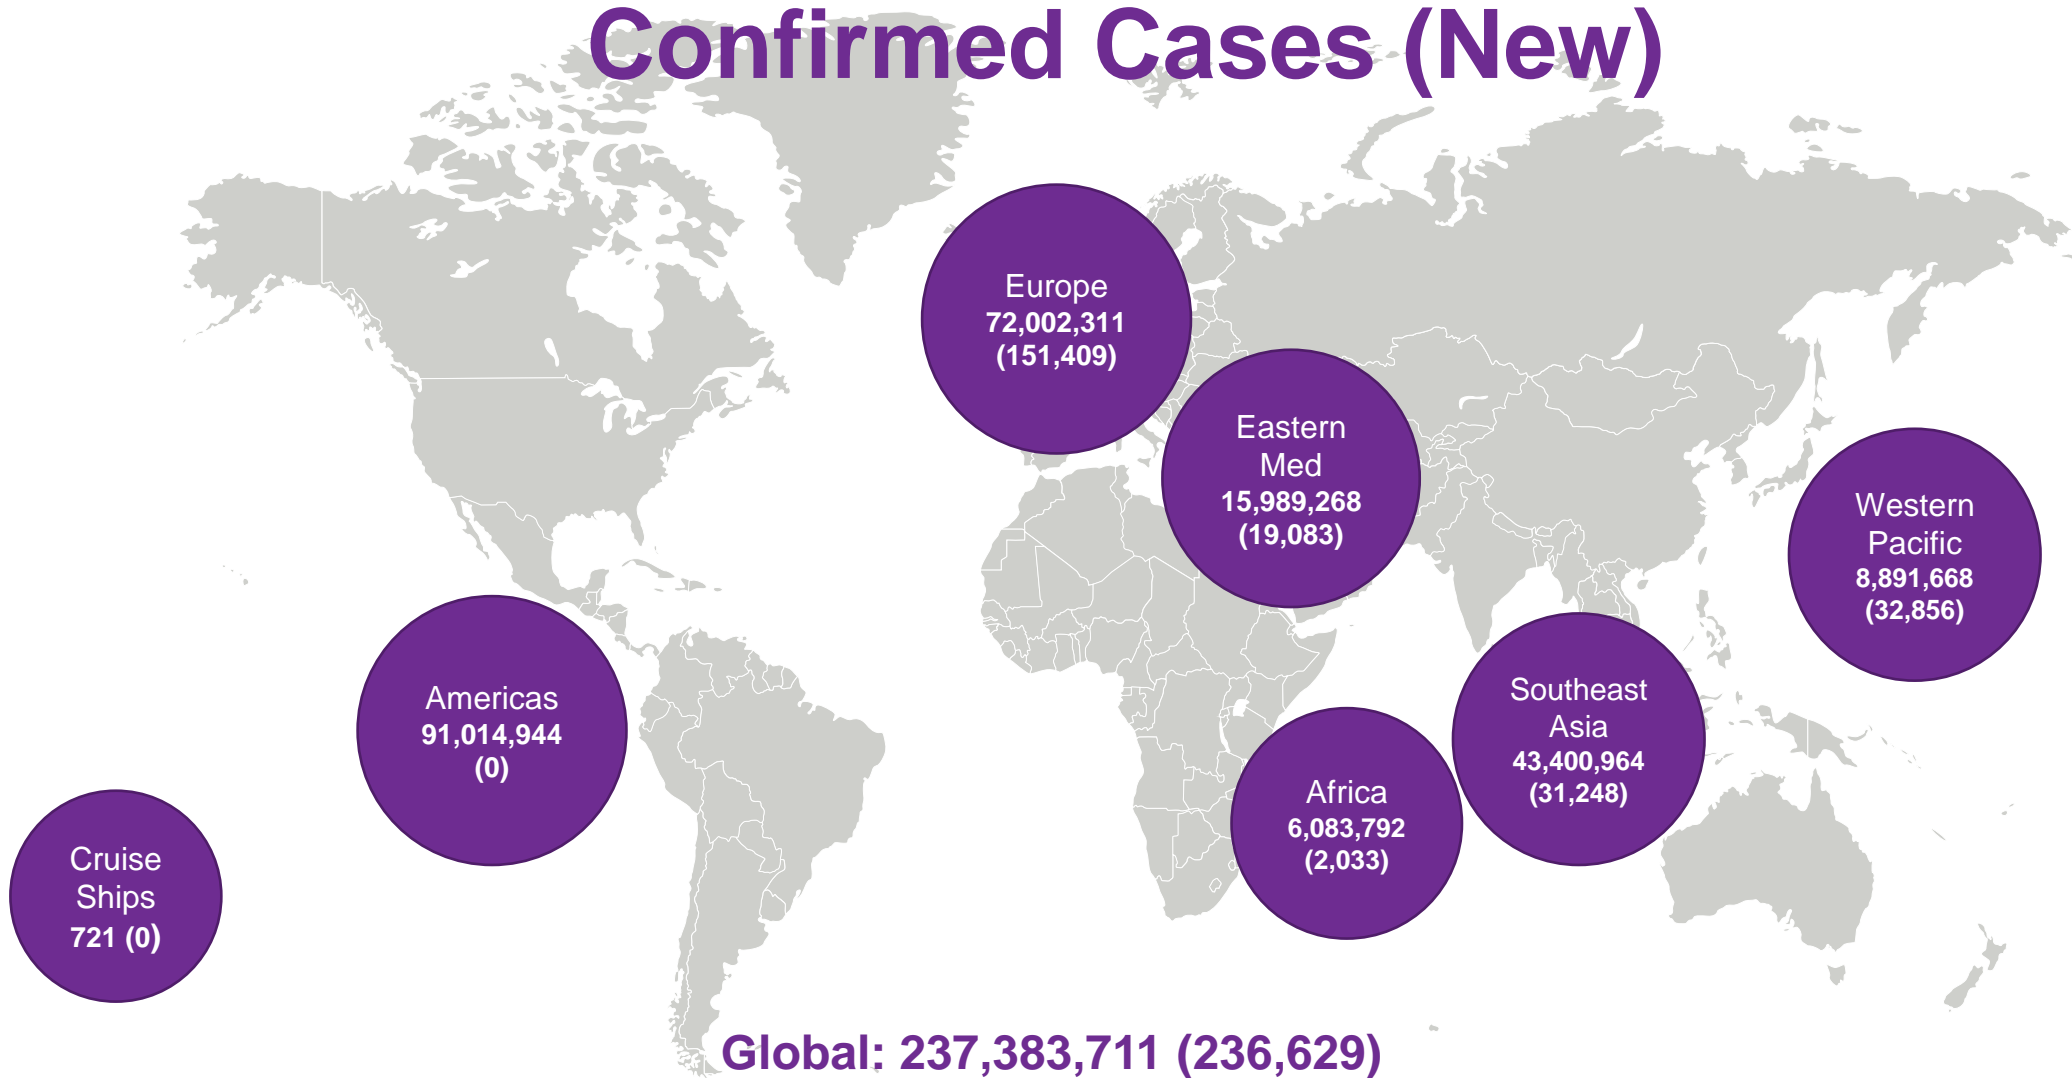 Confirmed Cases (New)
Europe
72,002,311
(151,409)
Eastern
Med
15,989,268
(19,083)
Western
Pacific
8,891,668
(32,856)
Americas
91,014,944
(0)
Southeast
Asia
43,400,964
(31,248)
Africa
6,083,792
(2,033)
Cruise
Ships
721 (0)
Global: 237,383,711 (236,629)